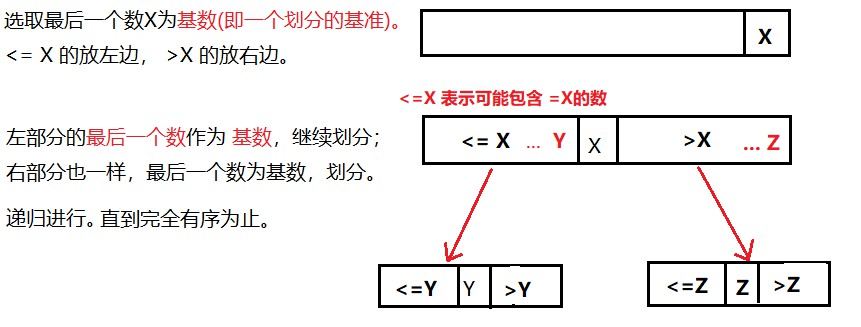 选取最后一个数X为基数(即一个划分的基准)。
<= X 的放左边， >X 的放右边。
X
<=X 表示可能包含 =X的数
左部分的最后一个数作为 基数，继续划分；
右部分也一样，最后一个数为基数，划分。
递归进行。直到完全有序为止。
<= X ... Y X >X ... Z
<=Y Y >Y
<=Z Z >Z